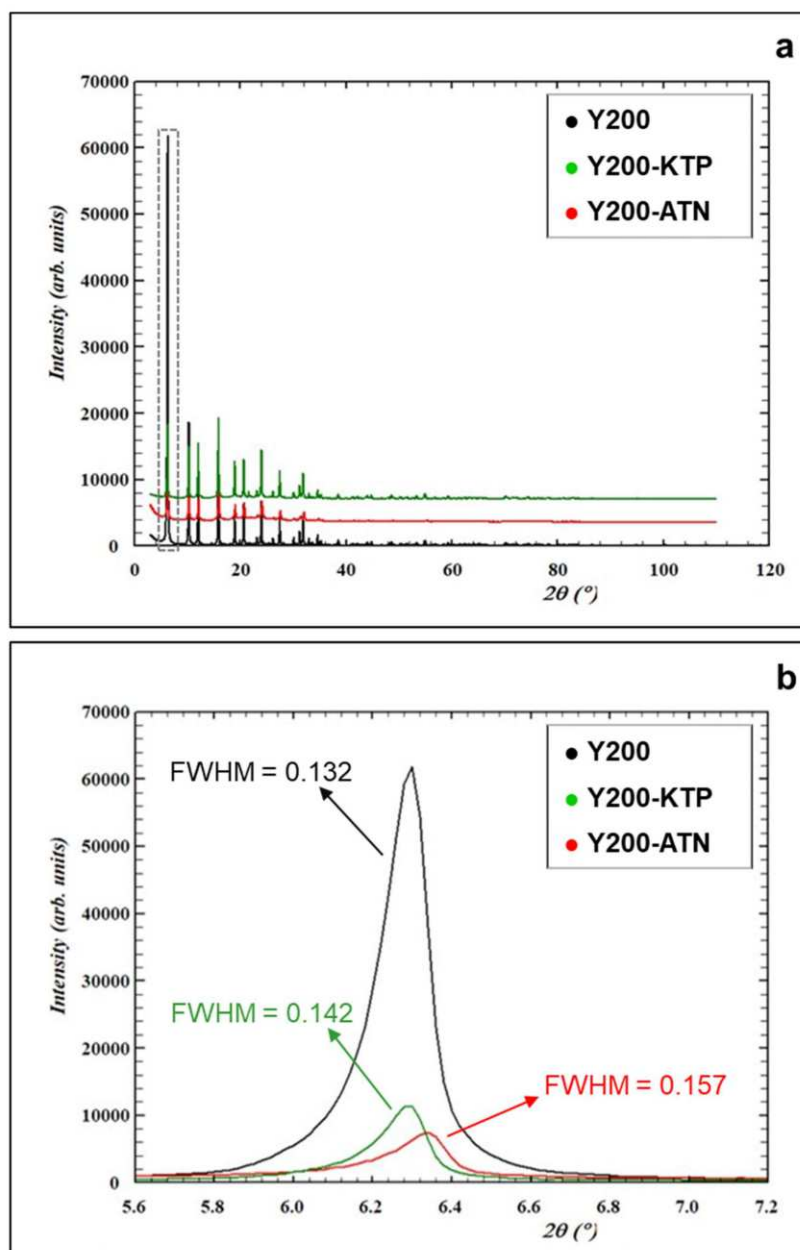 a
70000
60000
50000
40000
30000
20000
10000
0
Intensity (arb. units)
Y200
Y200-KTP
Y200-ATN
0 20 40 60 80 100 120
2θ (°)
b
70000
60000
50000
40000
30000
20000
10000
0
Intensity (arb. units)
Y200
Y200-KTP
Y200-ATN
FWHM = 0.132
FWHM = 0.142
FWHM = 0.157
5.6 5.8 6.0 6.2 6.4 6.6 6.8 7.0 7.2
2θ (°)